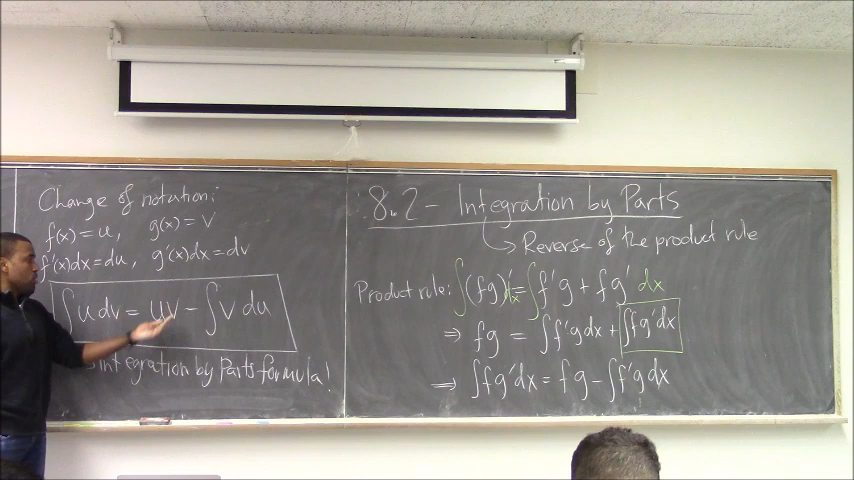 Change of notation:
f(x) = u, g(x) = v
f'(x)dx = du, g'(x)dx = dv
∫u dv = uv - ∫v du
integration by Parts formula!
8.2 - Integration by Parts
↳ Reverse of the product rule
Product rule: ∫(fg)'dx = ∫f'g + fg' dx
⇒ fg = ∫f'g dx + ∫fg'dx
⇒ ∫fg'dx = fg - ∫f'g dx